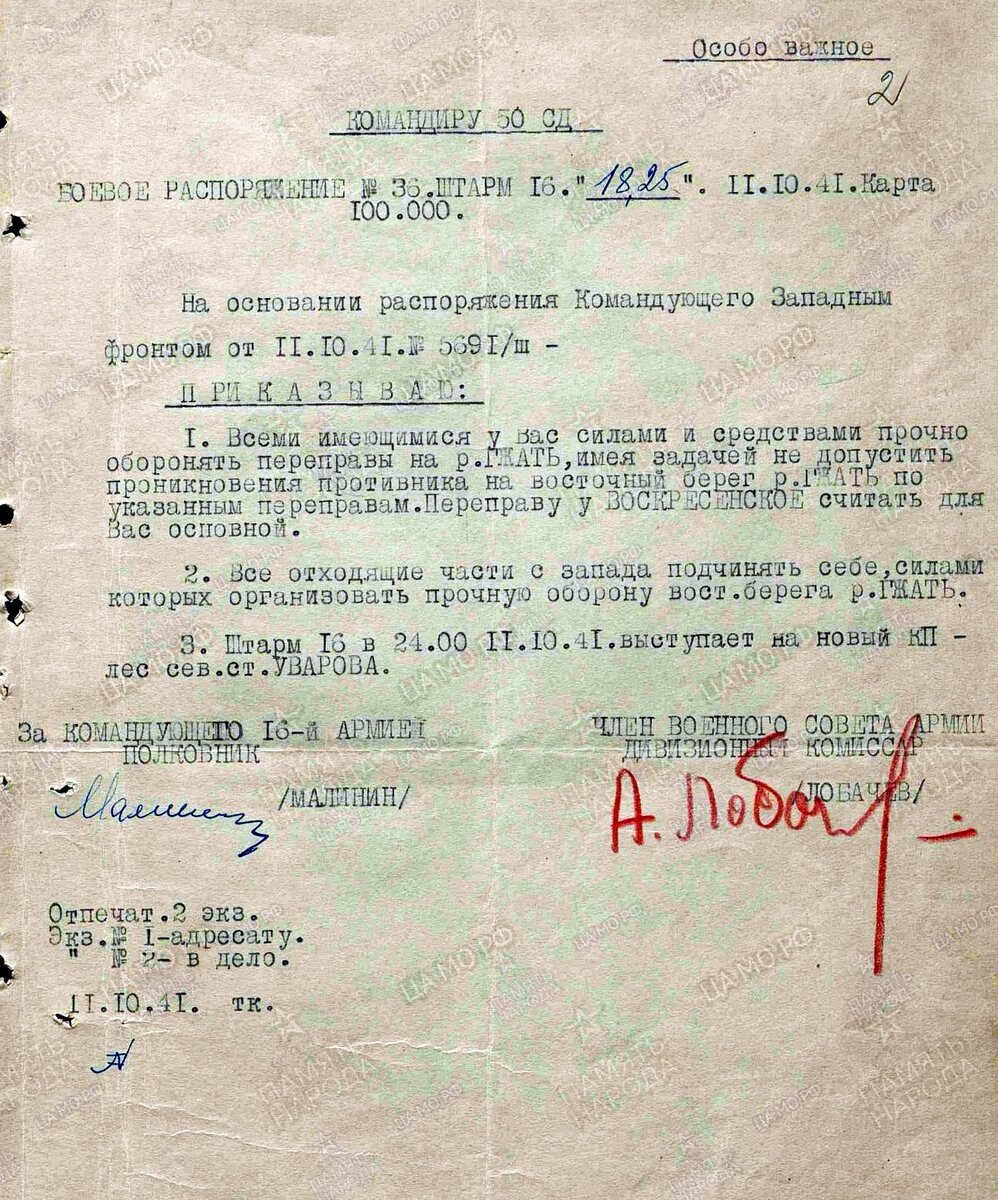 Особо важное
2
КОМАНДИРУ 50 СД
БОЕВОЕ РАСПОРЯЖЕНИЕ № 36.ШТАРМ 16."18,25". 11.10.41.Карта
100.000.
На основании распоряжения Командующего Западным
фронтом от 11.10.41.№ 5691/ш -
П Р И К А З Ы В А Ю:
1. Всеми имеющимися у Вас силами и средствами прочно
оборонять переправы на р.ГЖАТЬ,имея задачей не допустить
проникновения противника на восточный берег р.ГЖАТЬ по
указанным переправам.Переправу у ВОСКРЕСЕНСКОЕ считать для
Вас основной.
2. Все отходящие части с запада подчинять себе,силами
которых организовать прочную оборону вост.берега р.ГЖАТЬ.
3. Штарм 16 в 24.00 11.10.41.выступает на новый КП -
лес сев.ст.УВАРОВА.
За КОМАНДУЮЩЕГО 16-й АРМИЕЙ
ПОЛКОВНИК
Малинин /МАЛИНИН/
ЧЛЕН ВОЕННОГО СОВЕТА АРМИИ
ДИВИЗИОННЫЙ КОМИССАР
/ЛОБАЧЕВ/
А. Лобачев
Отпечат.2 экз.
Экз.№ 1-адресату.
" № 2- в дело.
11.10.41. тк.
ЦАМО.РФ
ПАМЯТЬ НАРОДА